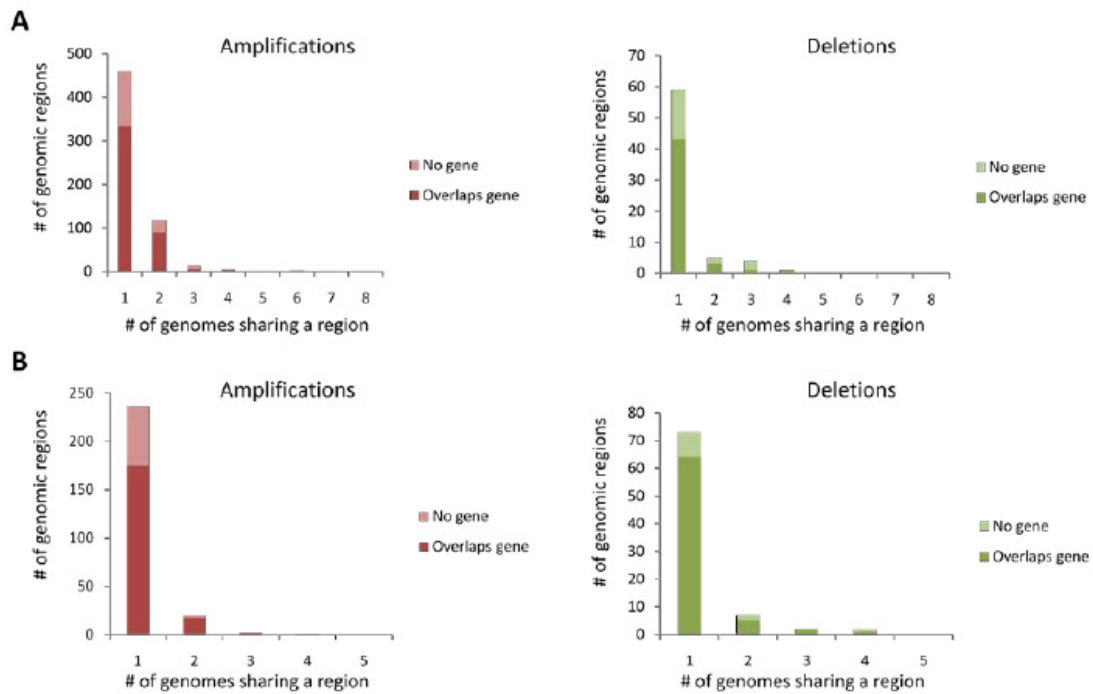 A
Amplifications
500
400
300
200
100
0
# of genomic regions
No gene
Overlaps gene
1 2 3 4 5 6 7 8
# of genomes sharing a region
Deletions
70
60
50
40
30
20
10
0
# of genomic regions
No gene
Overlaps gene
1 2 3 4 5 6 7 8
# of genomes sharing a region
B
Amplifications
250
200
150
100
50
0
# of genomic regions
No gene
Overlaps gene
1 2 3 4 5
# of genomes sharing a region
Deletions
80
70
60
50
40
30
20
10
0
# of genomic regions
No gene
Overlaps gene
1 2 3 4 5
# of genomes sharing a region